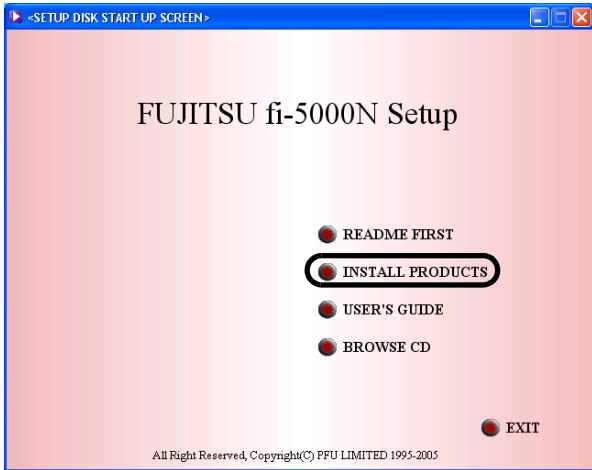 <SETUP DISK START UP SCREEN>
FUJITSU fi-5000N Setup
README FIRST
INSTALL PRODUCTS
USER'S GUIDE
BROWSE CD
EXIT
All Right Reserved, Copyright(C) PFU LIMITED 1995-2005